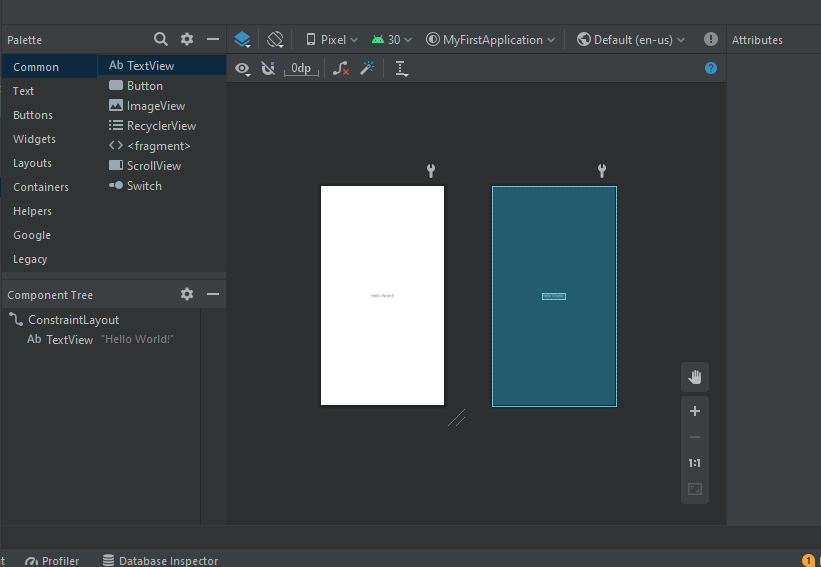 Palette
Pixel
30
MyFirstApplication
Default (en-us)
Attributes
Common
Text
Buttons
Widgets
Layouts
Containers
Helpers
Google
Legacy
Ab TextView
Button
ImageView
RecyclerView
<fragment>
ScrollView
Switch
0dp
?
Hello World!
Hello World!
Component Tree
ConstraintLayout
Ab TextView "Hello World!"
1:1
t
Profiler
Database Inspector
1